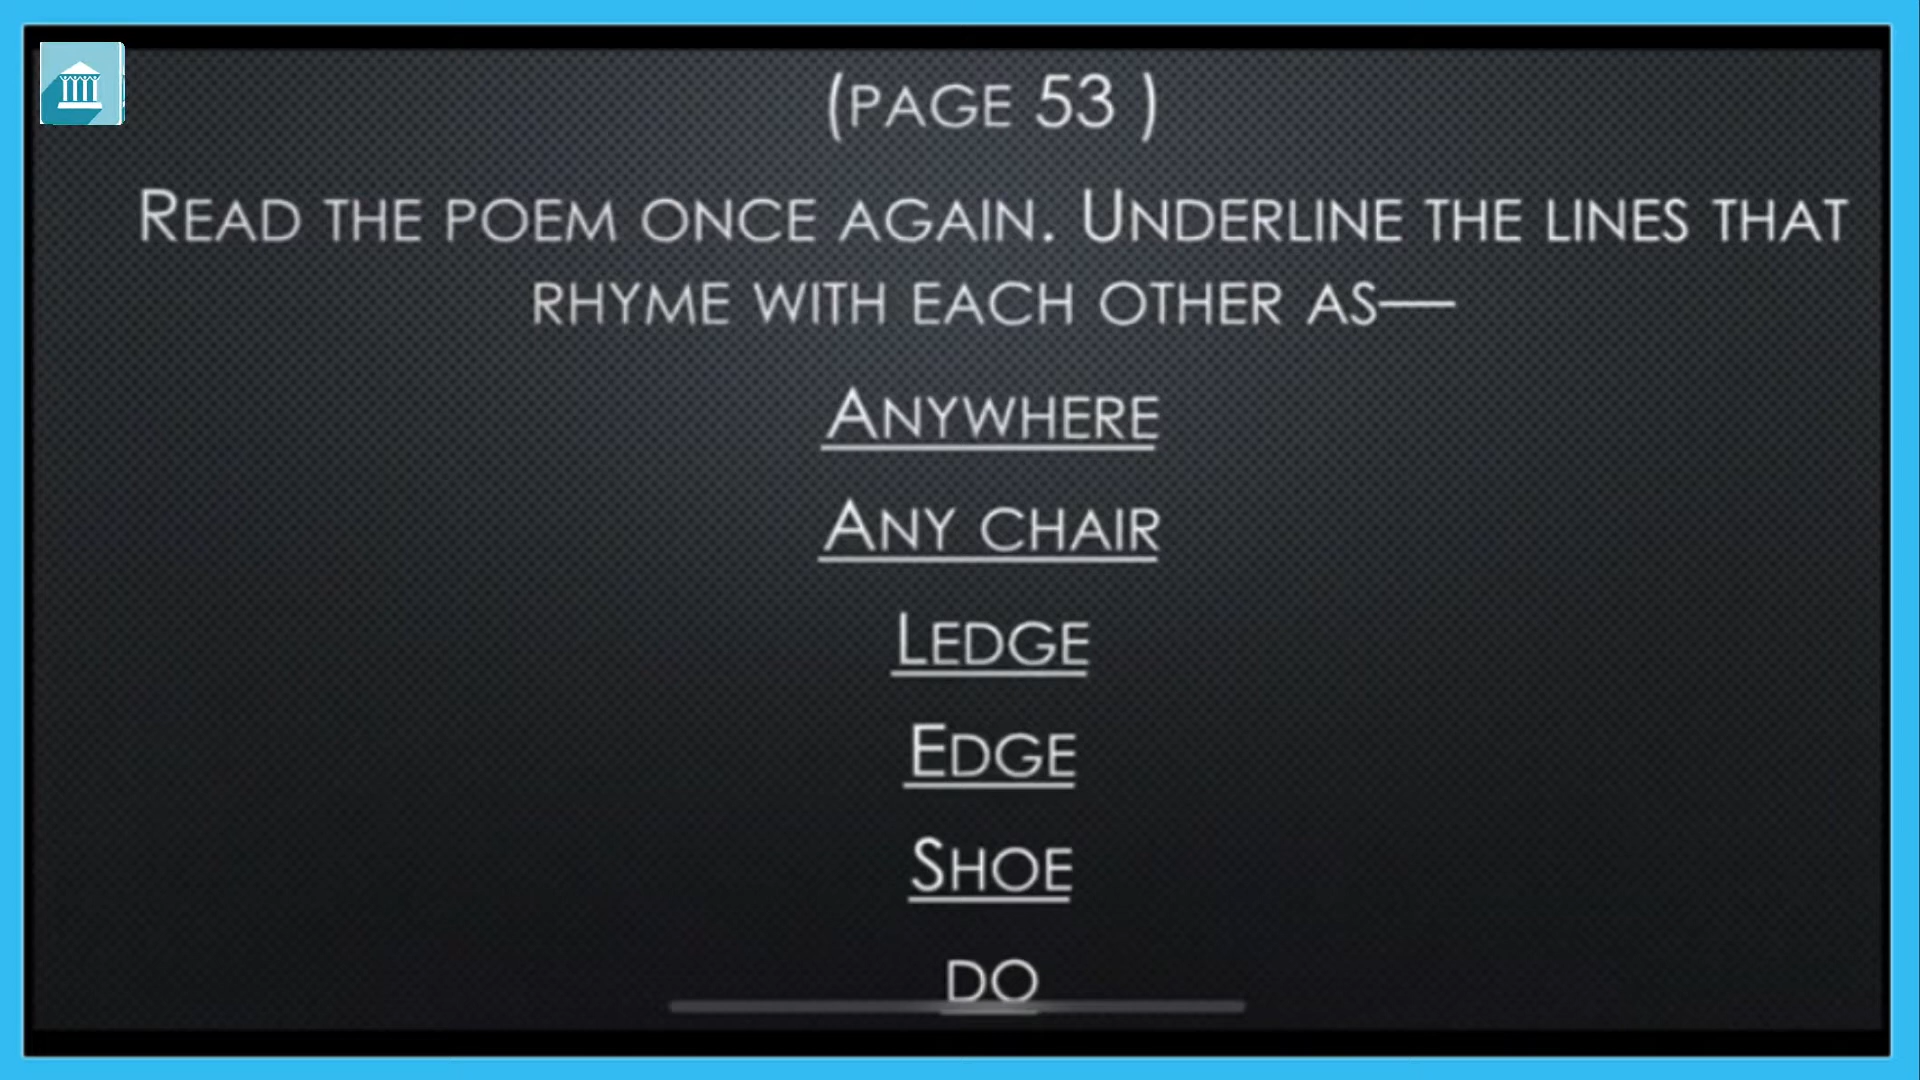 (PAGE 53 )
READ THE POEM ONCE AGAIN. UNDERLINE THE LINES THAT
RHYME WITH EACH OTHER AS—
ANYWHERE
ANY CHAIR
LEDGE
EDGE
SHOE
DO